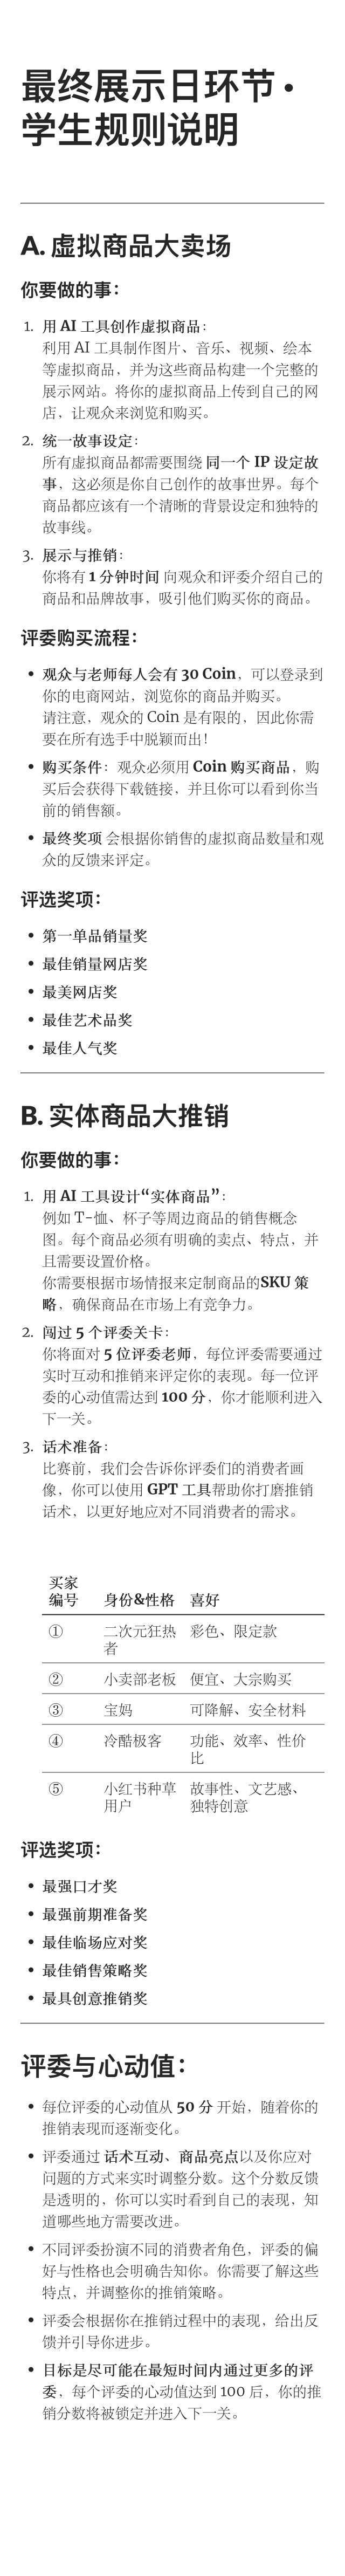 最终展示日环节 ·
学生规则说明
A. 虚拟商品大卖场
你要做的事：
1. 用 AI 工具创作虚拟商品：
利用 AI 工具制作图片、音乐、视频、绘本
等虚拟商品，并为这些商品构建一个完整的
展示网站。将你的虚拟商品上传到自己的网
店，让观众来浏览和购买。
2. 统一故事设定：
所有虚拟商品都需要围绕 同一个 IP 设定故
事，这必须是你自己创作的故事世界。每个
商品都应该有一个清晰的背景设定和独特的
故事线。
3. 展示与推销：
你将有 1 分钟时间 向观众和评委介绍自己的
商品和品牌故事，吸引他们购买你的商品。
评委购买流程：
• 观众与老师每人会有 30 Coin，可以登录到
你的电商网站，浏览你的商品并购买。
请注意，观众的 Coin 是有限的，因此你需
要在所有选手中脱颖而出！
• 购买条件：观众必须用 Coin 购买商品，购
买后会获得下载链接，并且你可以看到你当
前的销售额。
• 最终奖项 会根据你销售的虚拟商品数量和观
众的反馈来评定。
评选奖项：
• 第一单品销量奖
• 最佳销量网店奖
• 最美网店奖
• 最佳艺术品奖
• 最佳人气奖
B. 实体商品大推销
你要做的事：
1. 用 AI 工具设计“实体商品”：
例如 T-恤、杯子等周边商品的销售概念
图。每个商品必须有明确的卖点、特点，并
且需要设置价格。
你需要根据市场情报来定制商品的SKU 策
略，确保商品在市场上有竞争力。
2. 闯过 5 个评委关卡：
你将面对 5 位评委老师，每位评委需要通过
实时互动和推销来评定你的表现。每一位评
委的心动值需达到 100 分，你才能顺利进入
下一关。
3. 话术准备：
比赛前，我们会告诉你评委们的消费者画
像，你可以使用 GPT 工具帮助你打磨推销
话术，以更好地应对不同消费者的需求。
买家
编号 身份&性格 喜好
① 二次元狂热 彩色、限定款
者
② 小卖部老板 便宜、大宗购买
③ 宝妈 可降解、安全材料
④ 冷酷极客 功能、效率、性价
比
⑤ 小红书种草 故事性、文艺感、
用户 独特创意
评选奖项：
• 最强口才奖
• 最强前期准备奖
• 最佳临场应对奖
• 最佳销售策略奖
• 最具创意推销奖
评委与心动值：
• 每位评委的心动值从 50 分 开始，随着你的
推销表现而逐渐变化。
• 评委通过 话术互动、商品亮点以及你应对
问题的方式来实时调整分数。这个分数反馈
是透明的，你可以实时看到自己的表现，知
道哪些地方需要改进。
• 不同评委扮演不同的消费者角色，评委的偏
好与性格也会明确告知你。你需要了解这些
特点，并调整你的推销策略。
• 评委会根据你在推销过程中的表现，给出反
馈并引导你进步。
• 目标是尽可能在最短时间内通过更多的评
委，每个评委的心动值达到 100 后，你的推
销分数将被锁定并进入下一关。